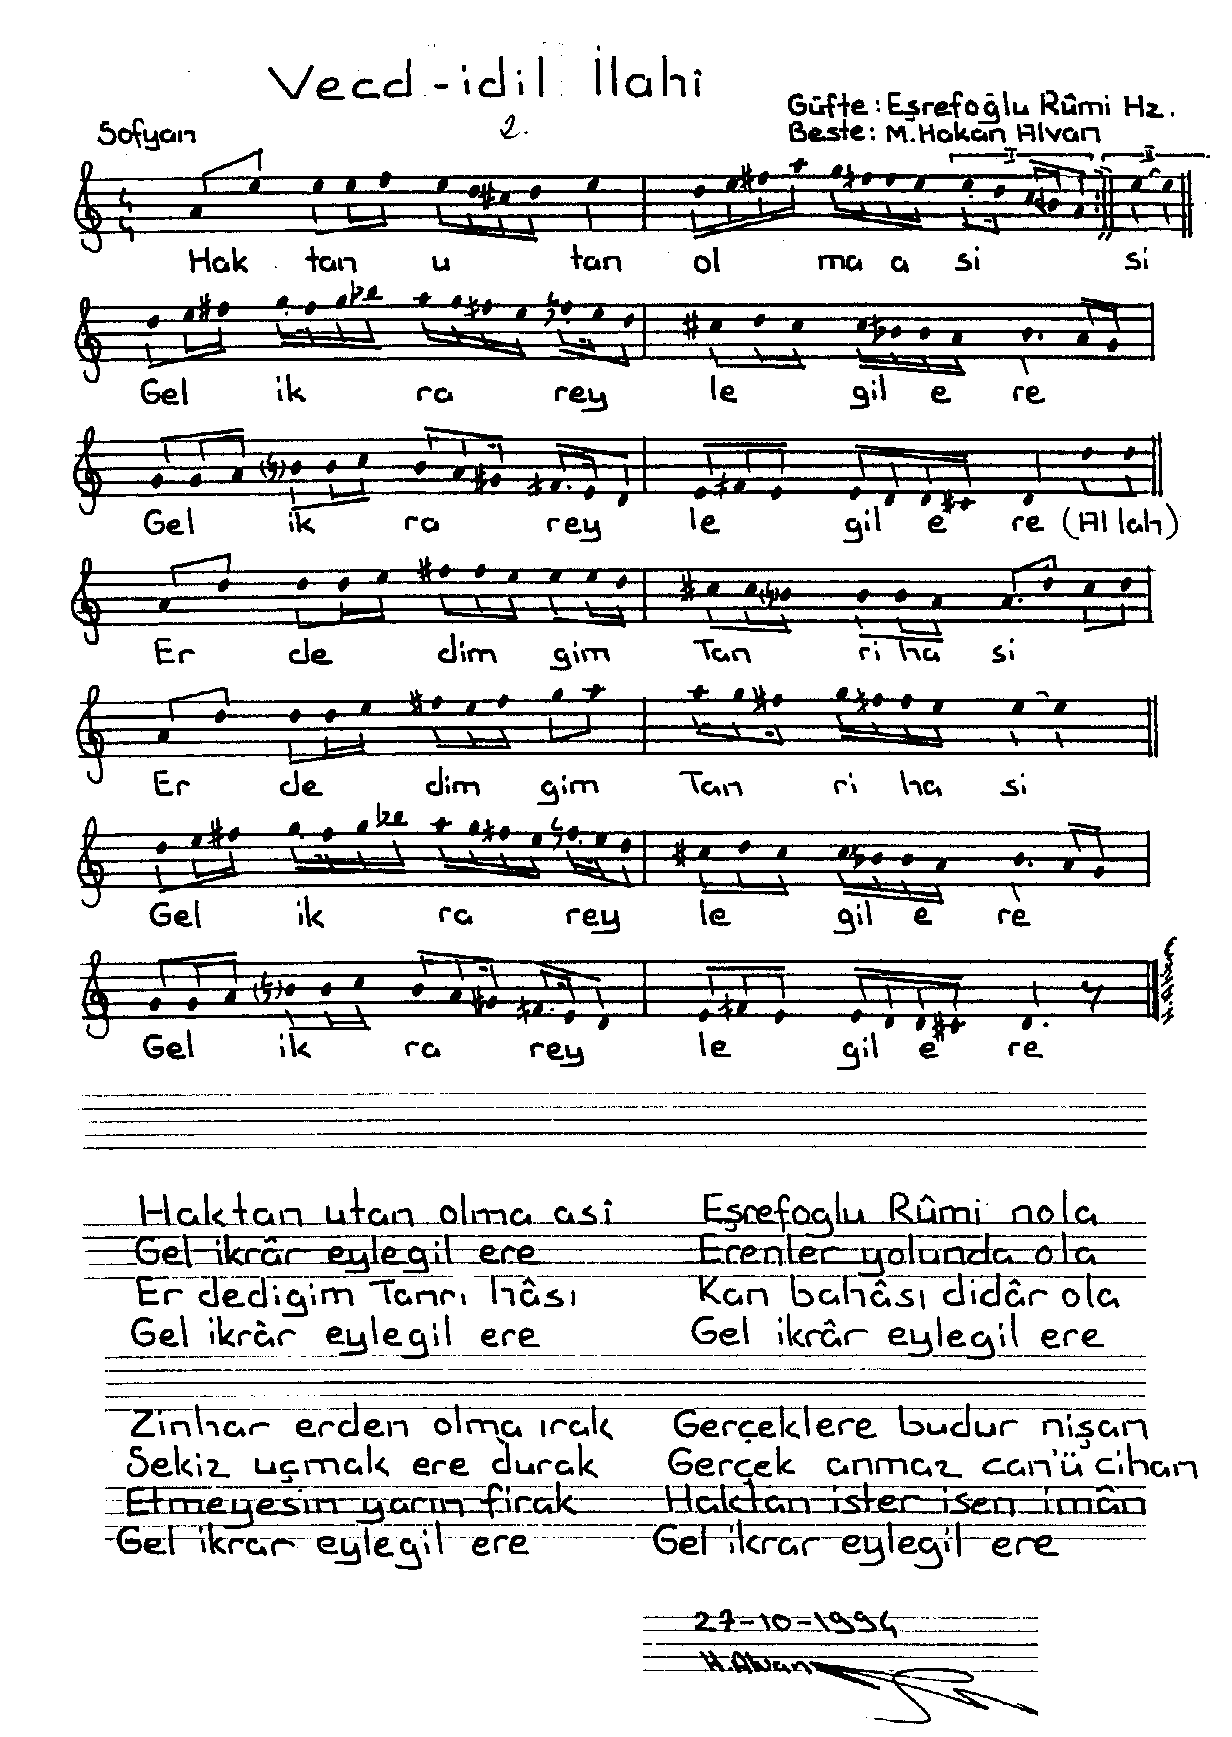 Vecd-idil İlahi
2.
Güfte: Eşrefoğlu Rûmi Hz.
Sofyan
Beste: M.Hakan Alvan
I II
Hak tan u tan ol ma a si si
Gel ik ra rey le gil e re
Gel ik ra rey le gil e re (Al lah)
Er de dim gim Tan ri ha si
Er de dim gim Tan ri ha si
Gel ik ra rey le gil e re
Gel ik ra rey le gil e re
Haktan utan olma asî
Gel ikrâr eylegil ere
Er dedigim Tanrı hâsı
Gel ikrâr eylegil ere
Eşrefoglu Rûmi nola
Erenler yolunda ola
Kan bahâsı didâr ola
Gel ikrâr eylegil ere
Zinhar erden olma ırak
Sekiz uçmak ere durak
Etmeyesin yarın firak
Gel ikrar eylegil ere
Gerçeklere budur nişan
Gerçek anmaz can'ü cihan
Haktan ister isen imân
Gel ikrar eylegil ere
27-10-1994
H.Alvan